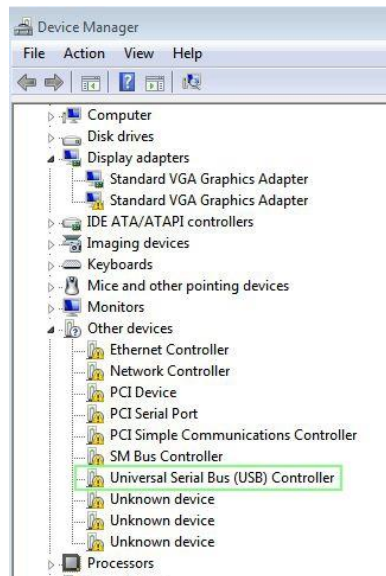 Device Manager
File Action View Help
Computer
Disk drives
Display adapters
Standard VGA Graphics Adapter
Standard VGA Graphics Adapter
IDE ATA/ATAPI controllers
Imaging devices
Keyboards
Mice and other pointing devices
Monitors
Other devices
Ethernet Controller
Network Controller
PCI Device
PCI Serial Port
PCI Simple Communications Controller
SM Bus Controller
Universal Serial Bus (USB) Controller
Unknown device
Unknown device
Unknown device
Processors